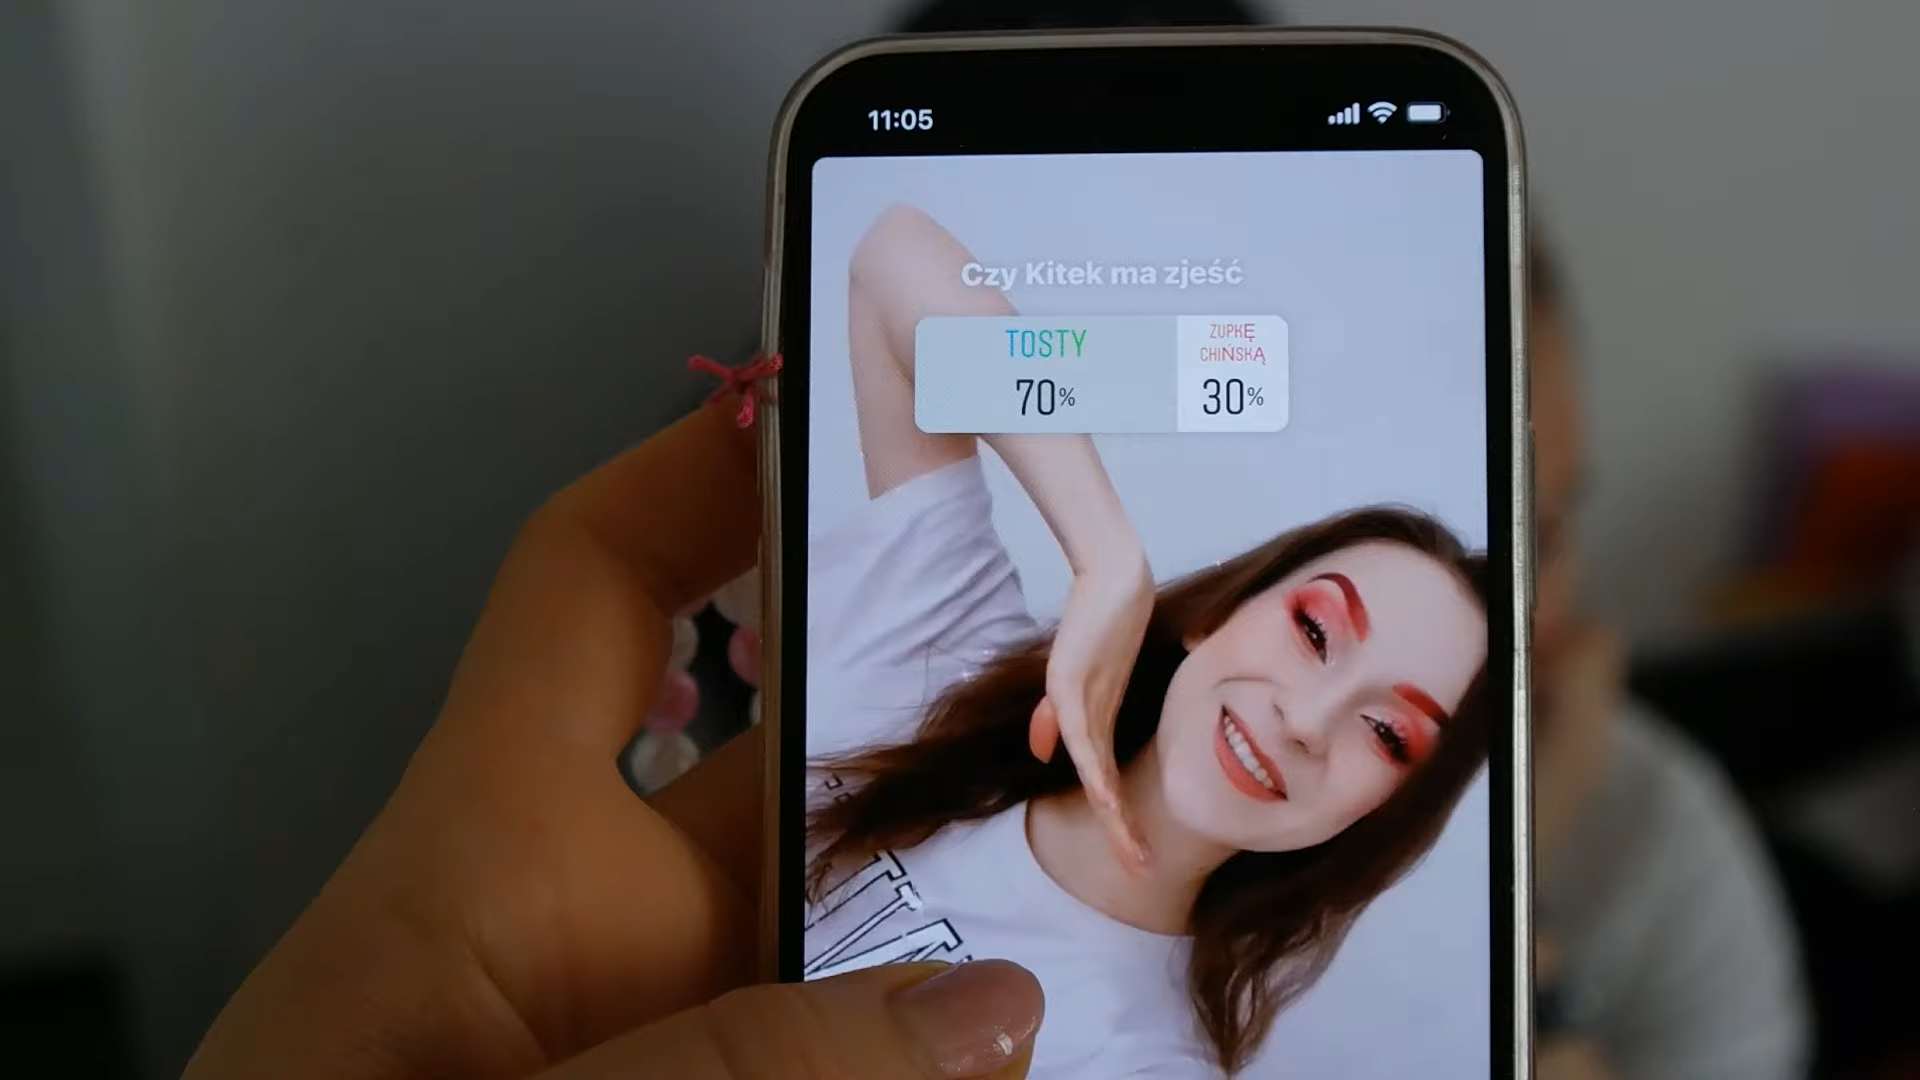 11:05
Czy Kitek ma zjeść
TOSTY
70%
ZUPKĘ
CHIŃSKĄ
30%